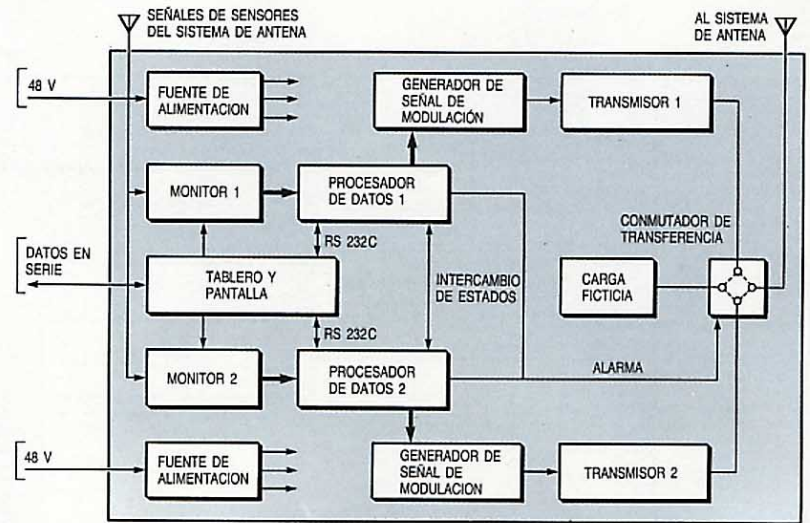 SEÑALES DE SENSORES
DEL SISTEMA DE ANTENA
AL SISTEMA
DE ANTENA
48 V
FUENTE DE
ALIMENTACION
GENERADOR DE
SEÑAL DE
MODULACIÓN
TRANSMISOR 1
MONITOR 1
PROCESADOR
DE DATOS 1
RS 232C
CONMUTADOR DE
TRANSFERENCIA
DATOS EN
SERIE
TABLERO Y
PANTALLA
INTERCAMBIO
DE ESTADOS
CARGA
FICTICIA
RS 232C
MONITOR 2
PROCESADOR
DE DATOS 2
ALARMA
48 V
FUENTE DE
ALIMENTACION
GENERADOR DE
SEÑAL DE
MODULACION
TRANSMISOR 2